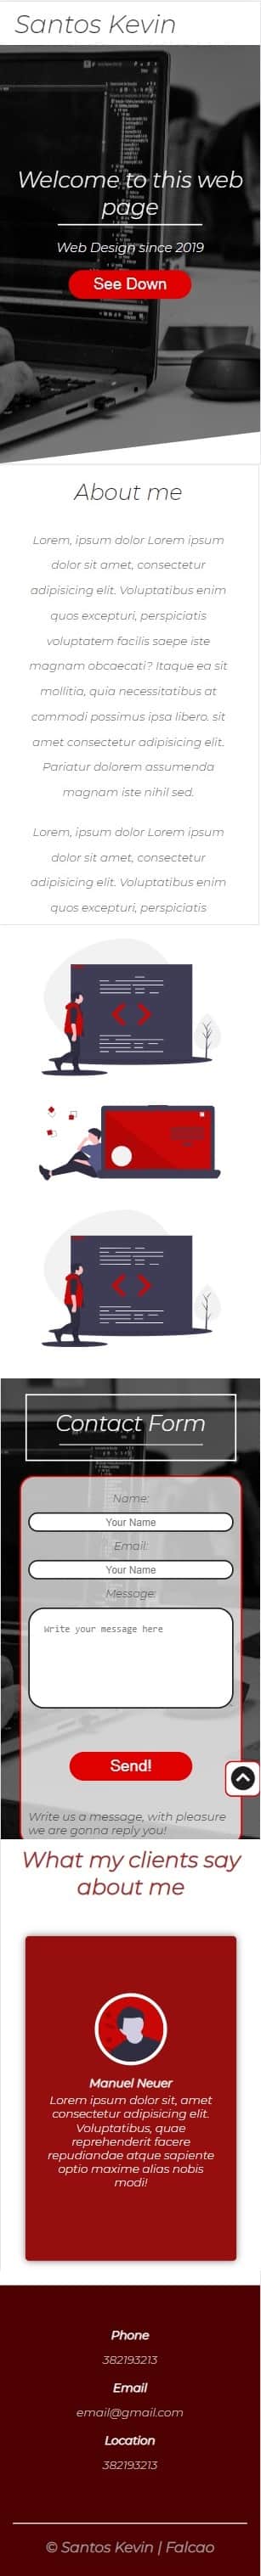 Santos Kevin
Welcome to this web
page
Web Design since 2019
See Down
About me
Lorem, ipsum dolor Lorem ipsum
dolor sit amet, consectetur
adipisicing elit. Voluptatibus enim
quos excepturi, perspiciatis
voluptatem facilis saepe iste
magnam obcaecati? Itaque ea sit
mollitia, quia necessitatibus at
commodi possimus ipsa libero. sit
amet consectetur adipisicing elit.
Pariatur dolorem assumenda
magnam iste nihil sed.
Lorem, ipsum dolor Lorem ipsum
dolor sit amet, consectetur
adipisicing elit. Voluptatibus enim
quos excepturi, perspiciatis
Contact Form
Name:
Your Name
Email:
Your Name
Message:
Write your message here
Send!
Write us a message, with pleasure
we are gonna reply you!
What my clients say
about me
Manuel Neuer
Lorem ipsum dolor sit, amet
consectetur adipisicing elit.
Voluptatibus, quae
reprehenderit facere
repudiandae atque sapiente
optio maxime alias nobis
modi!
Phone
382193213
Email
email@gmail.com
Location
382193213
© Santos Kevin | Falcao